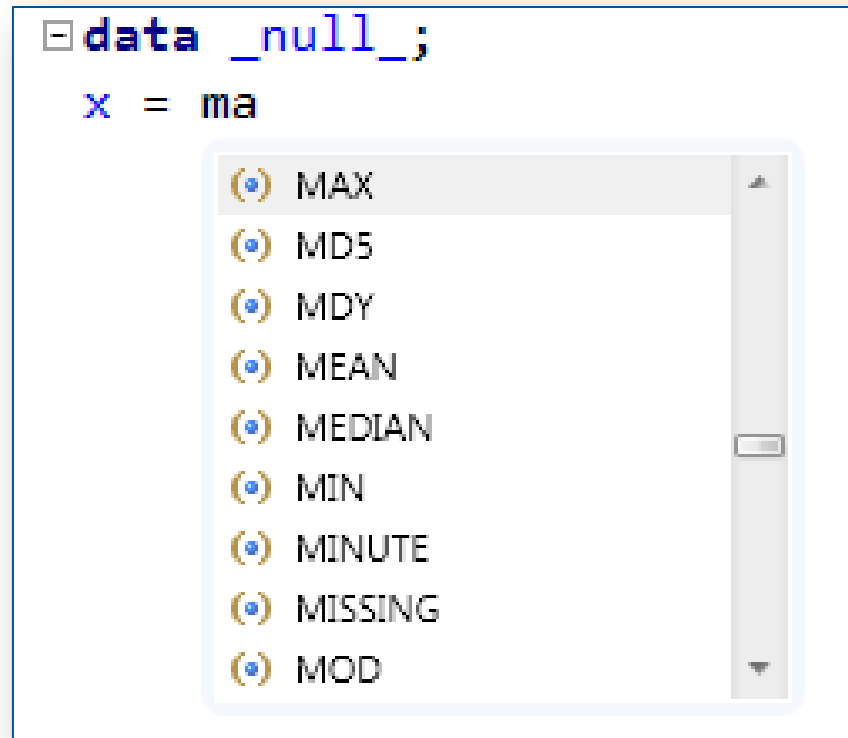 data _null_;
x = ma
MAX
MD5
MDY
MEAN
MEDIAN
MIN
MINUTE
MISSING
MOD